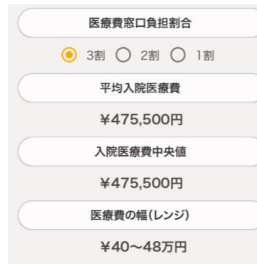 医療費窓口負担割合
3割 2割 1割
平均入院医療費
¥475,500円
入院医療費中央値
¥475,500円
医療費の幅(レンジ)
¥40〜48万円